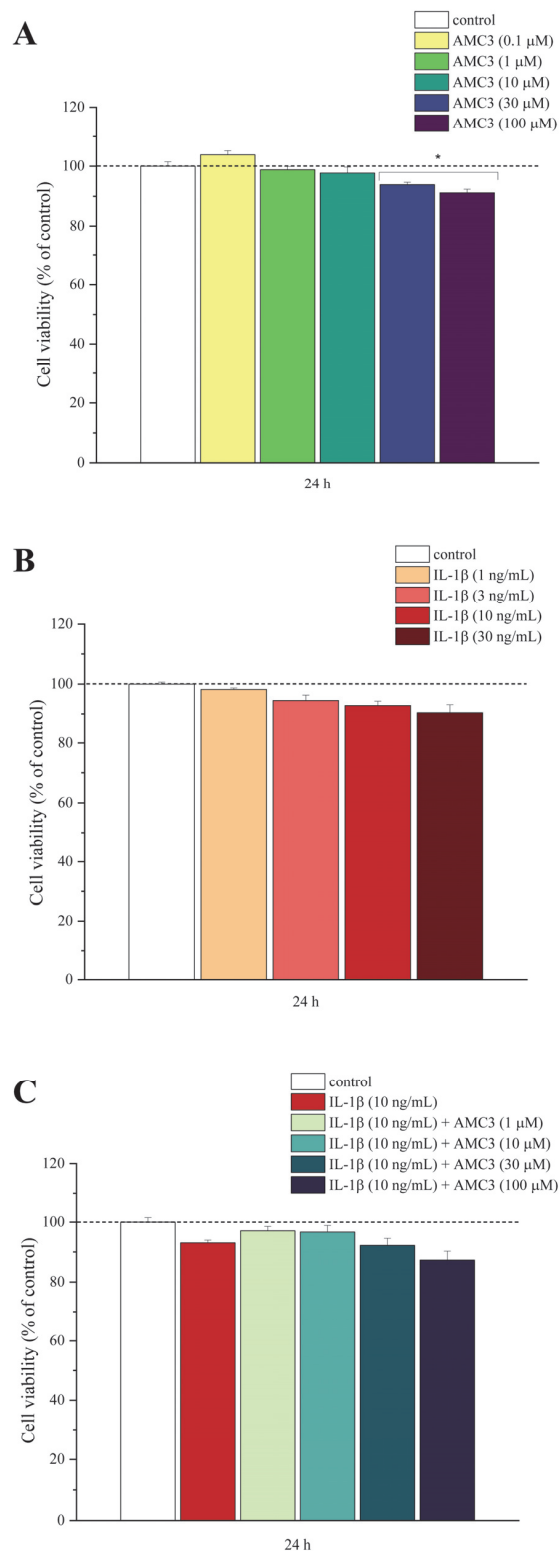 A
control
AMC3 (0.1 μM)
AMC3 (1 μM)
AMC3 (10 μM)
AMC3 (30 μM)
AMC3 (100 μM)
120
100
80
60
40
20
0
Cell viability (% of control)
*
24 h
B
control
IL-1β (1 ng/mL)
IL-1β (3 ng/mL)
IL-1β (10 ng/mL)
IL-1β (30 ng/mL)
120
100
80
60
40
20
0
Cell viability (% of control)
24 h
C
control
IL-1β (10 ng/mL)
IL-1β (10 ng/mL) + AMC3 (1 μM)
IL-1β (10 ng/mL) + AMC3 (10 μM)
IL-1β (10 ng/mL) + AMC3 (30 μM)
IL-1β (10 ng/mL) + AMC3 (100 μM)
120
100
80
60
40
20
0
Cell viability (% of control)
24 h